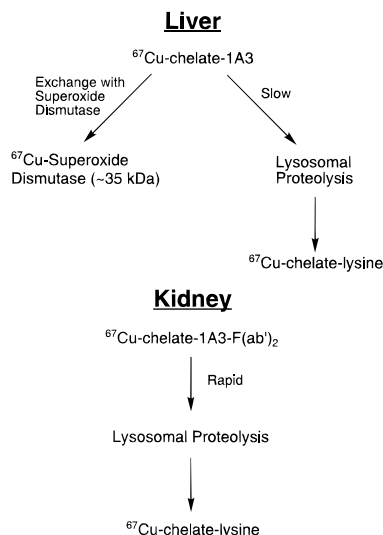 Liver
⁶⁷Cu-chelate-1A3
Exchange with
Superoxide
Dismutase
Slow
⁶⁷Cu-Superoxide
Dismutase (~35 kDa)
Lysosomal
Proteolysis
⁶⁷Cu-chelate-lysine
Kidney
⁶⁷Cu-chelate-1A3-F(ab')₂
Rapid
Lysosomal Proteolysis
⁶⁷Cu-chelate-lysine